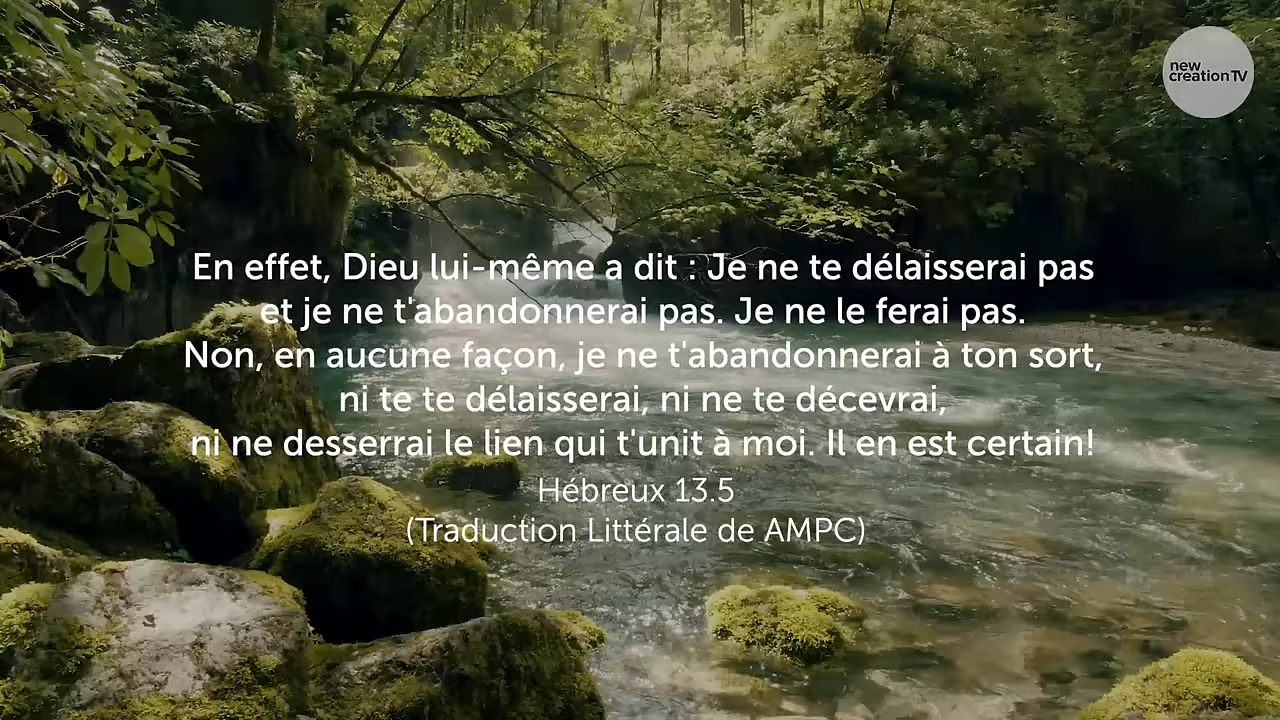 new
creation TV
En effet, Dieu lui-même a dit : Je ne te délaisserai pas
et je ne t'abandonnerai pas. Je ne le ferai pas.
Non, en aucune façon, je ne t'abandonnerai à ton sort,
ni te te délaisserai, ni ne te décevrai,
ni ne desserrai le lien qui t'unit à moi. Il en est certain!
Hébreux 13.5
(Traduction Littérale de AMPC)